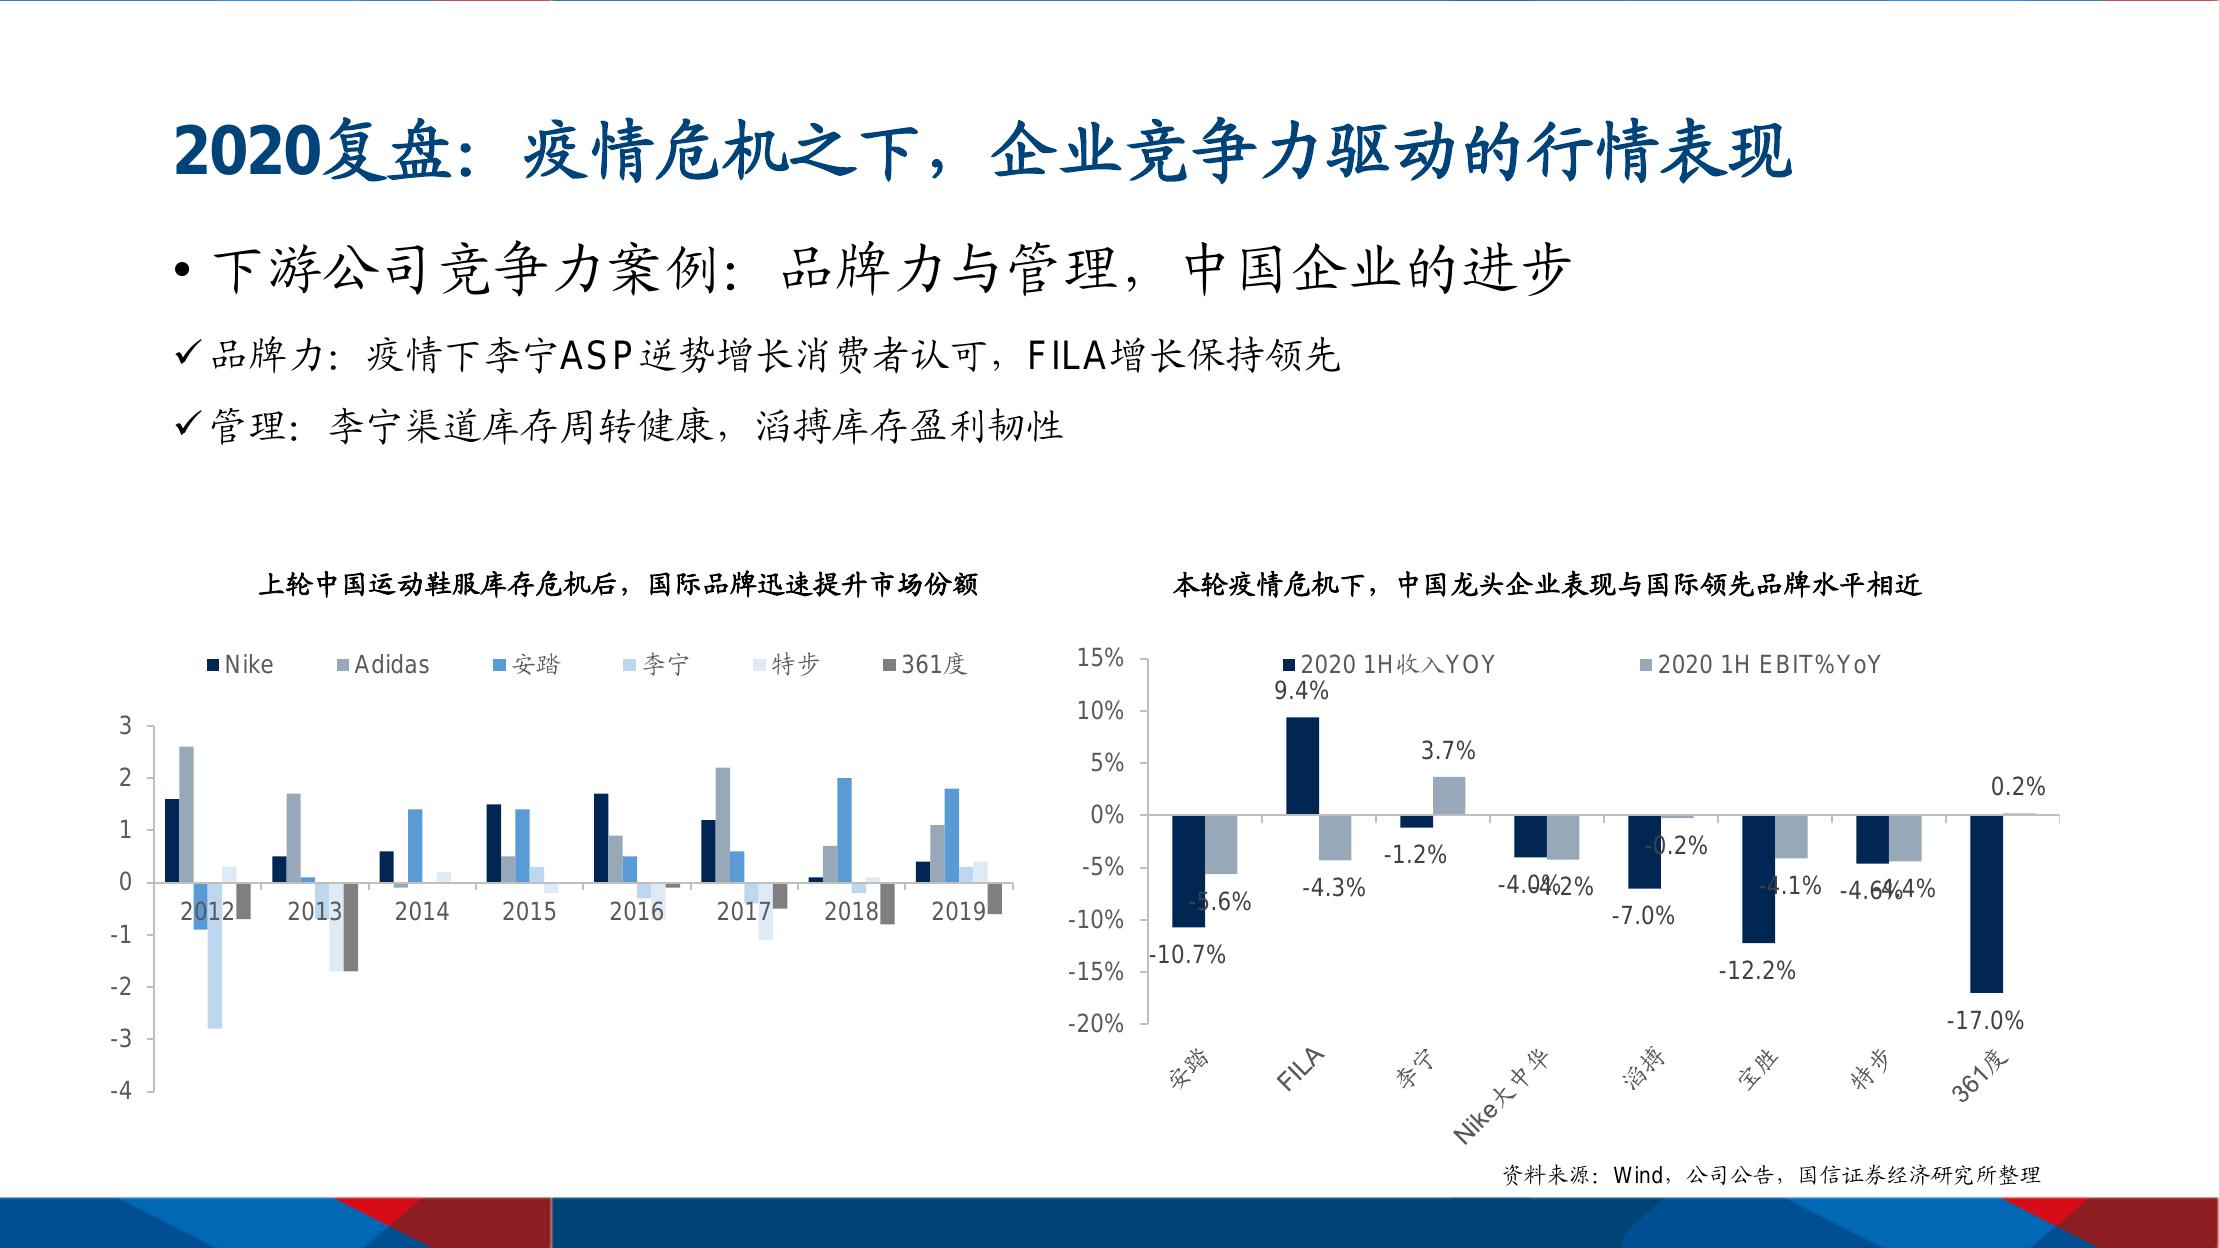 2020复盘：疫情危机之下，企业竞争力驱动的行情表现
• 下游公司竞争力案例：品牌力与管理，中国企业的进步
✓ 品牌力：疫情下李宁ASP逆势增长消费者认可，FILA增长保持领先
✓ 管理：李宁渠道库存周转健康，滔搏库存盈利韧性
上轮中国运动鞋服库存危机后，国际品牌迅速提升市场份额
Nike Adidas 安踏 李宁 特步 361度
3
2
1
0
-1
-2
-3
-4
2012 2013 2014 2015 2016 2017 2018 2019
本轮疫情危机下，中国龙头企业表现与国际领先品牌水平相近
2020 1H收入YOY 2020 1H EBIT%YoY
15%
10%
5%
0%
-5%
-10%
-15%
-20%
-10.7% -5.6%
9.4% -4.3%
-1.2% 3.7%
-4.0% -4.2%
-7.0% -0.2%
-12.2% -4.1%
-4.6% -4.4%
-17.0% 0.2%
安踏 FILA 李宁 Nike大中华 滔搏 宝胜 特步 361度
资料来源：Wind，公司公告，国信证券经济研究所整理